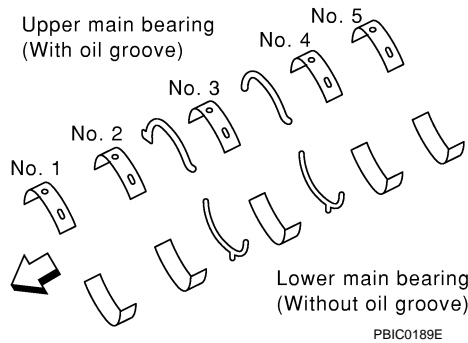 Upper main bearing
(With oil groove)
No. 5
No. 4
No. 3
No. 2
No. 1
Lower main bearing
(Without oil groove)
PBIC0189E